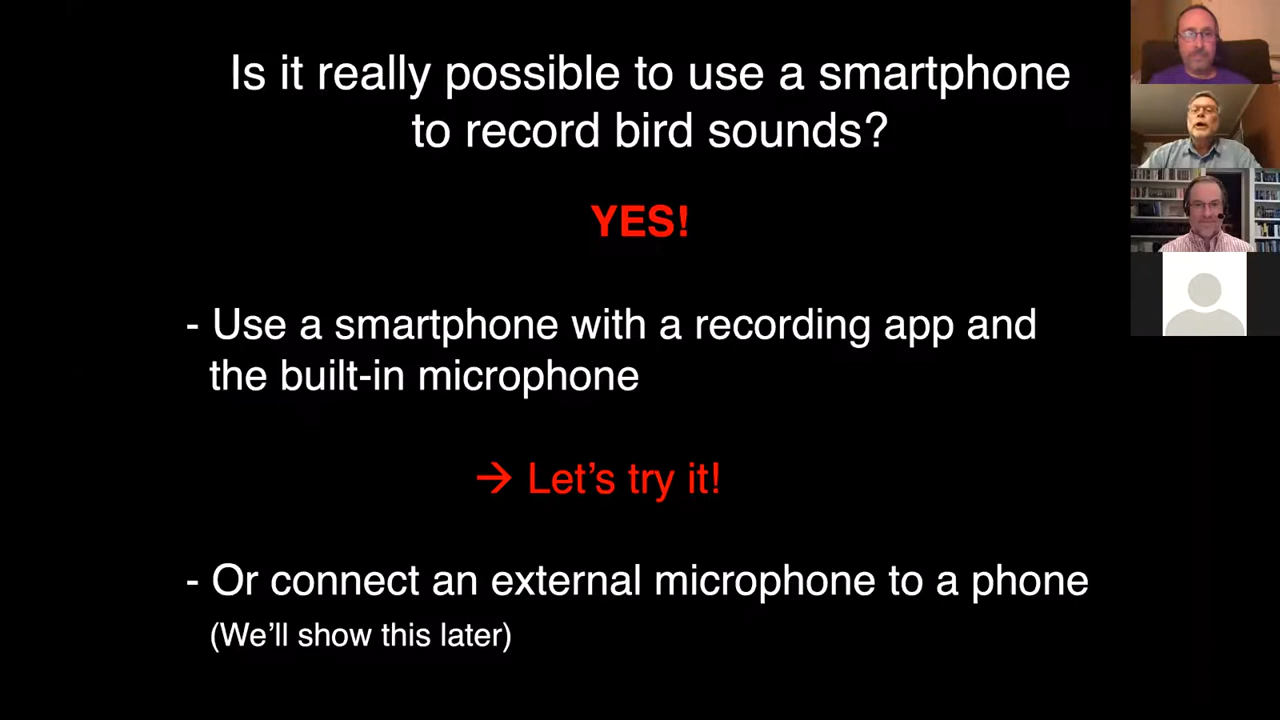 Is it really possible to use a smartphone
to record bird sounds?
YES!
- Use a smartphone with a recording app and
the built-in microphone
→ Let’s try it!
- Or connect an external microphone to a phone
(We’ll show this later)